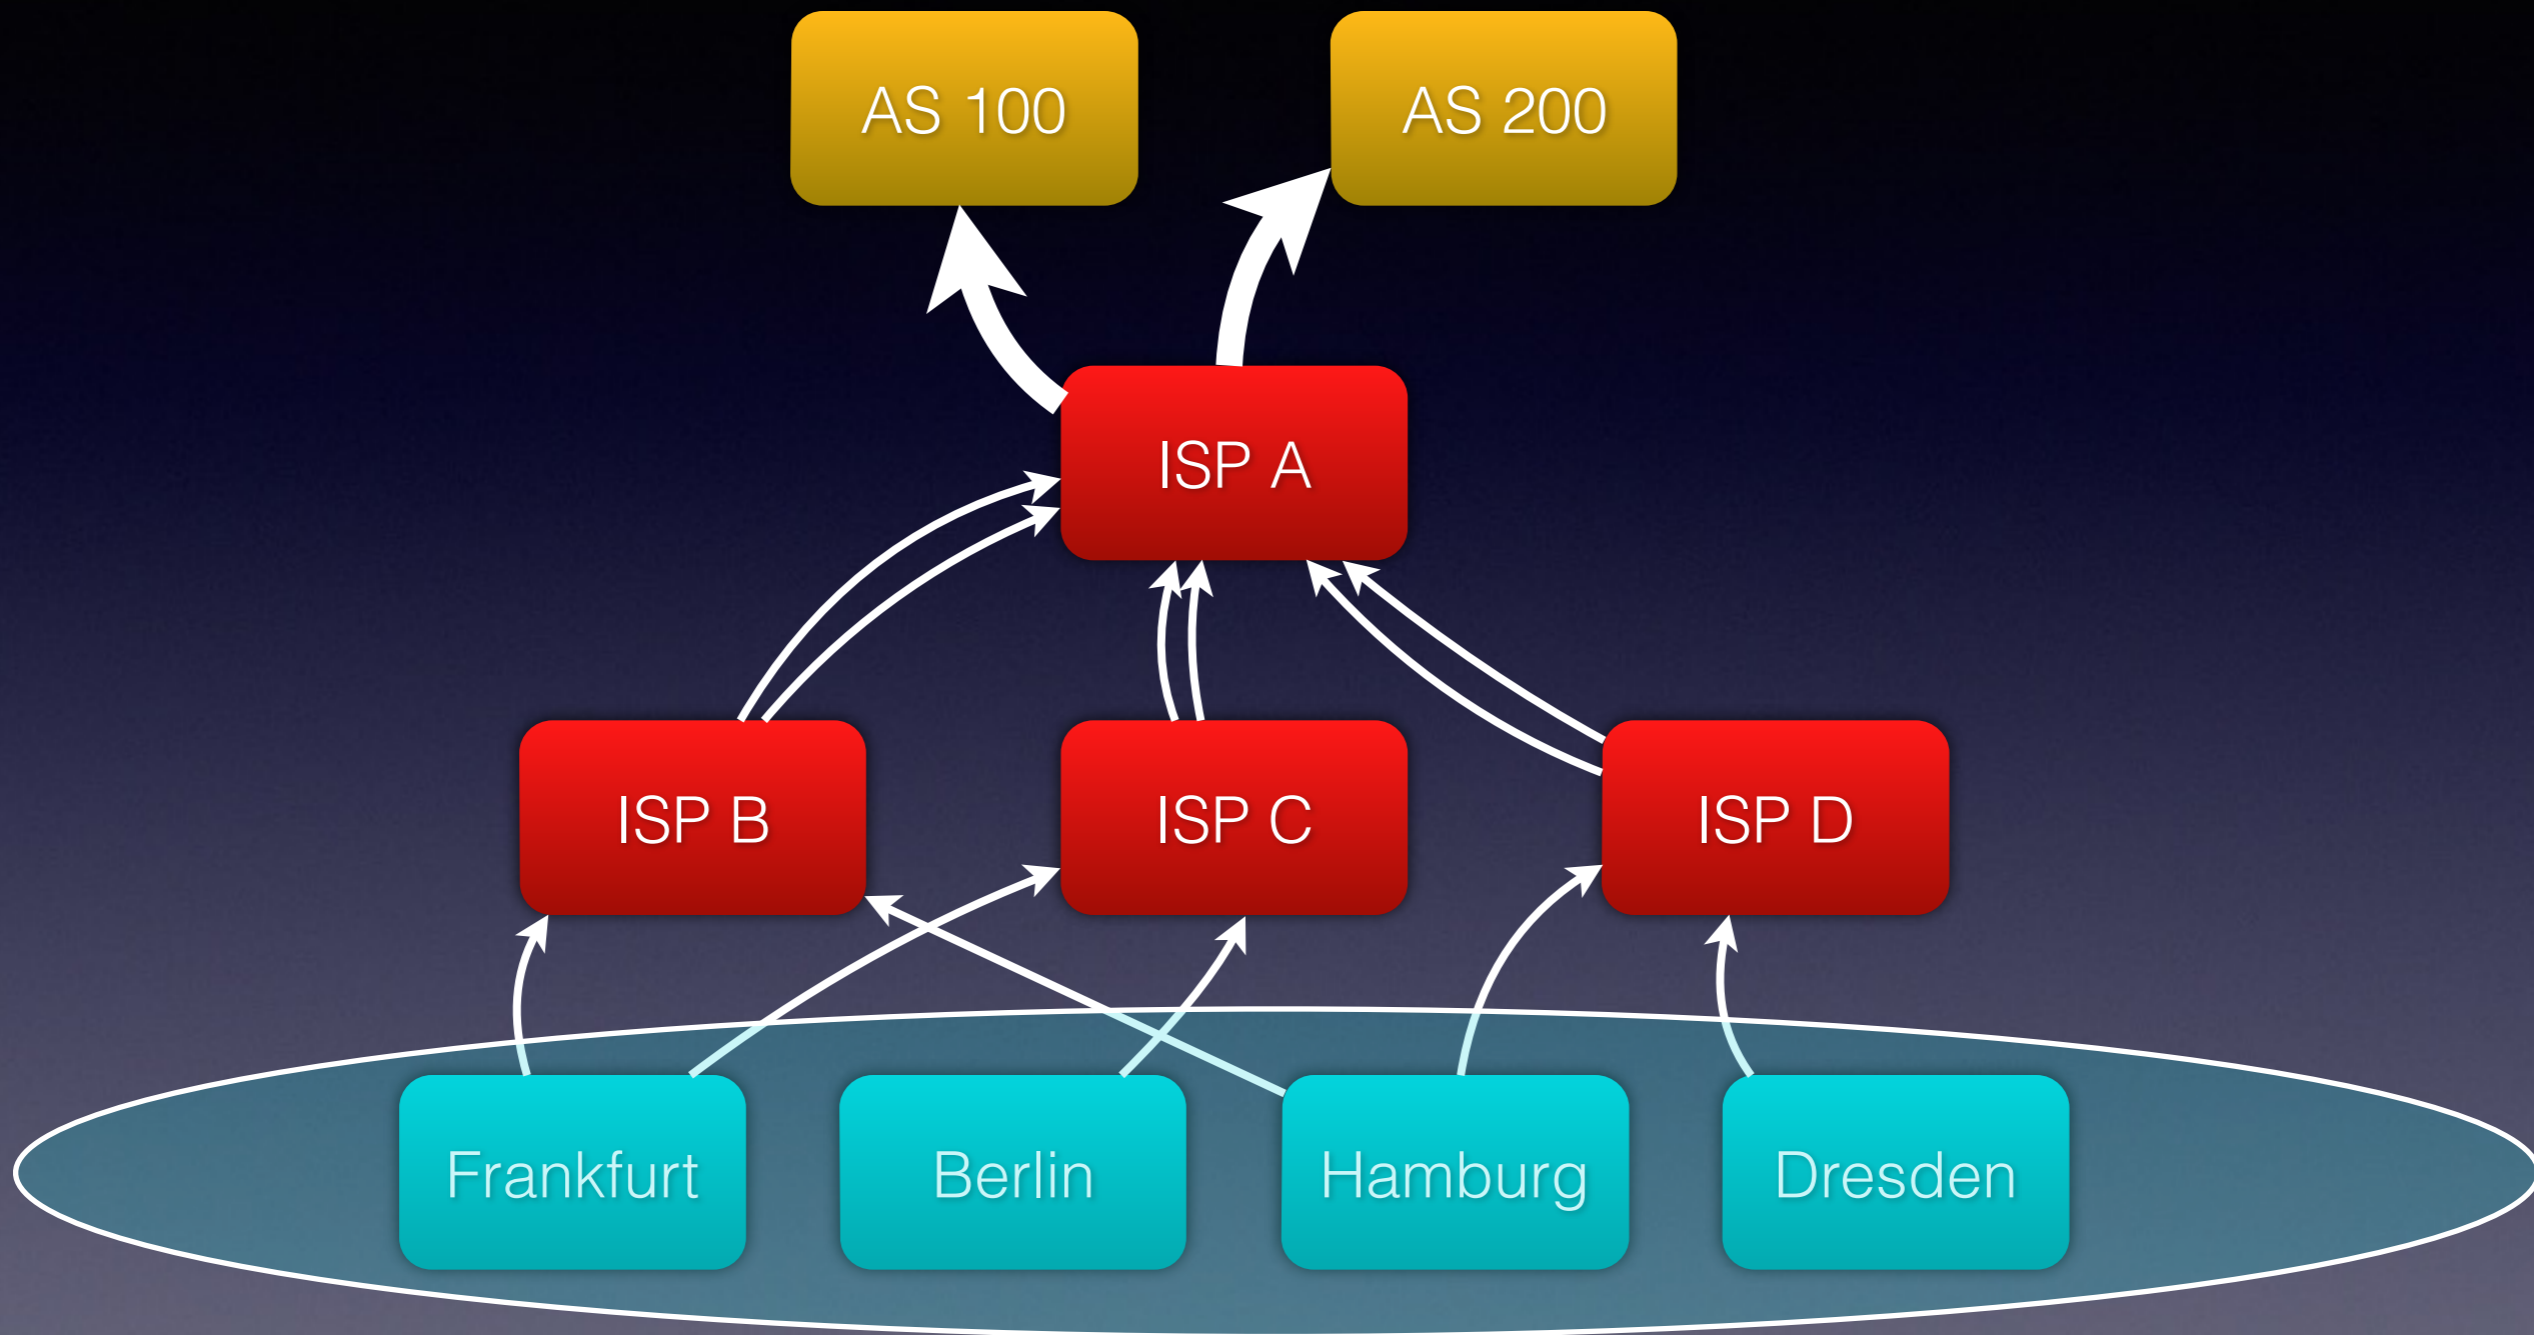 AS 100
AS 200
ISP A
ISP B
ISP C
ISP D
Frankfurt
Berlin
Hamburg
Dresden